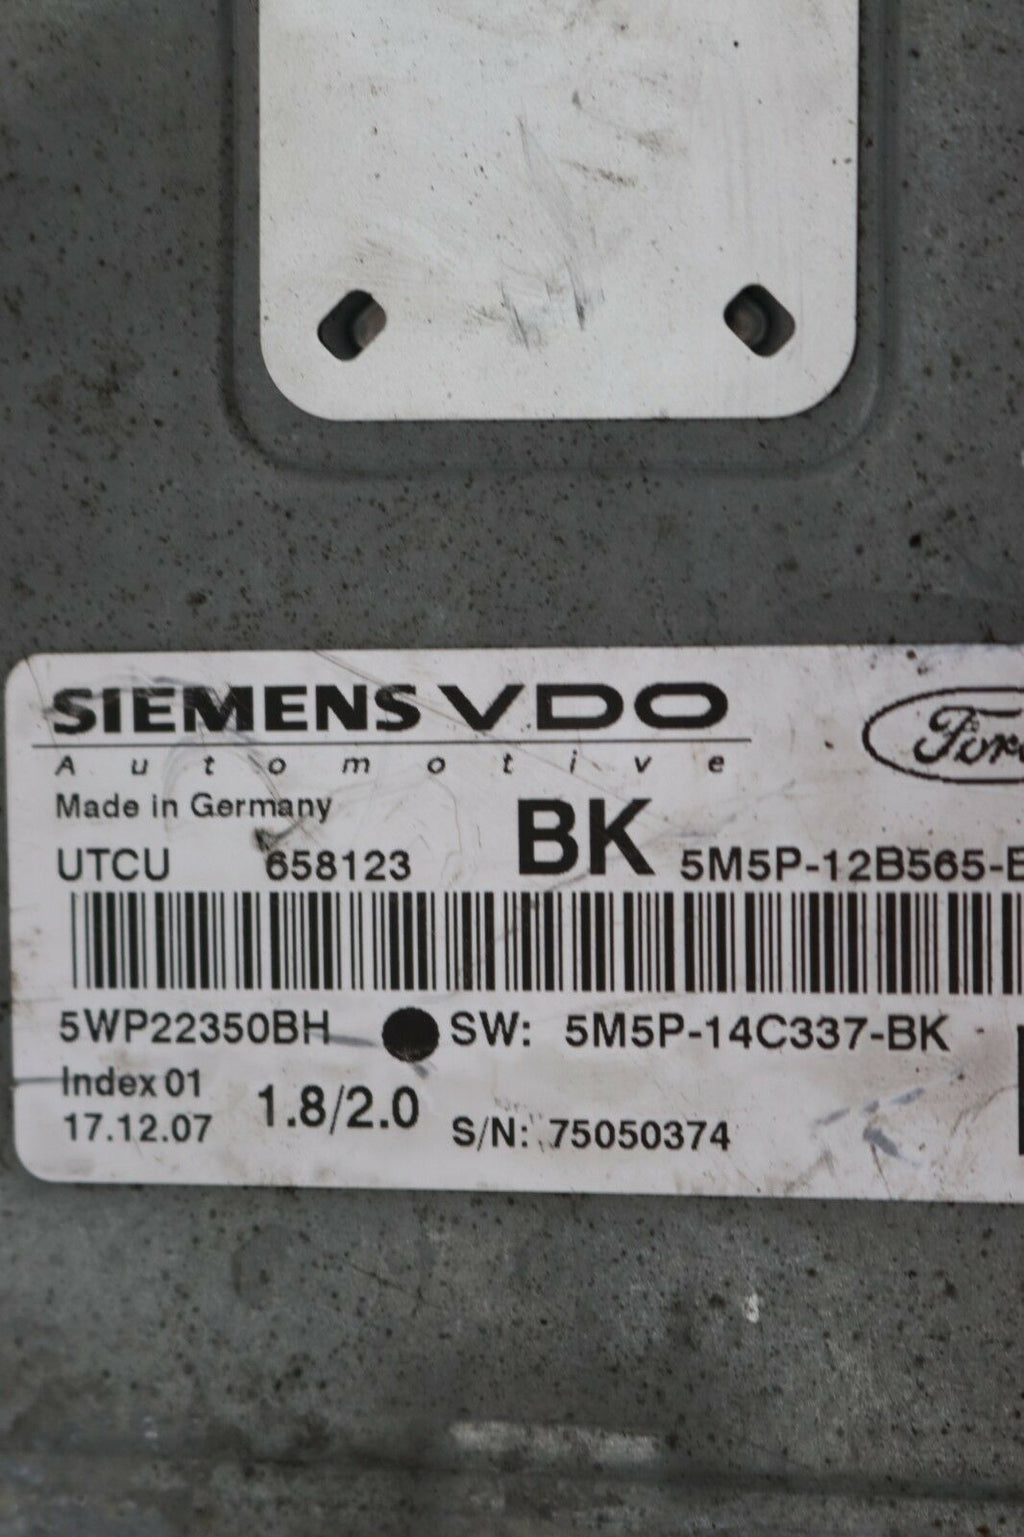 SIEMENS VDO
Automotive
Ford
Made in Germany
UTCU 658123 BK 5M5P-12B565-
5WP22350BH SW: 5M5P-14C337-BK
Index 01
17.12.07 1.8/2.0 S/N: 75050374